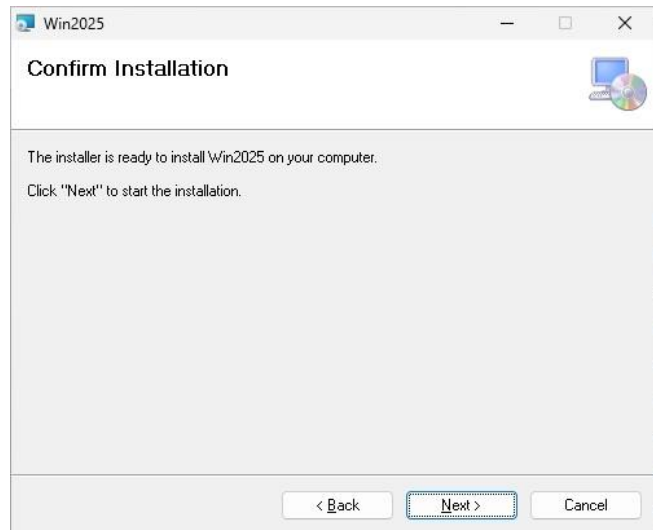 Win2025
Confirm Installation
The installer is ready to install Win2025 on your computer.
Click "Next" to start the installation.
< Back
Next >
Cancel